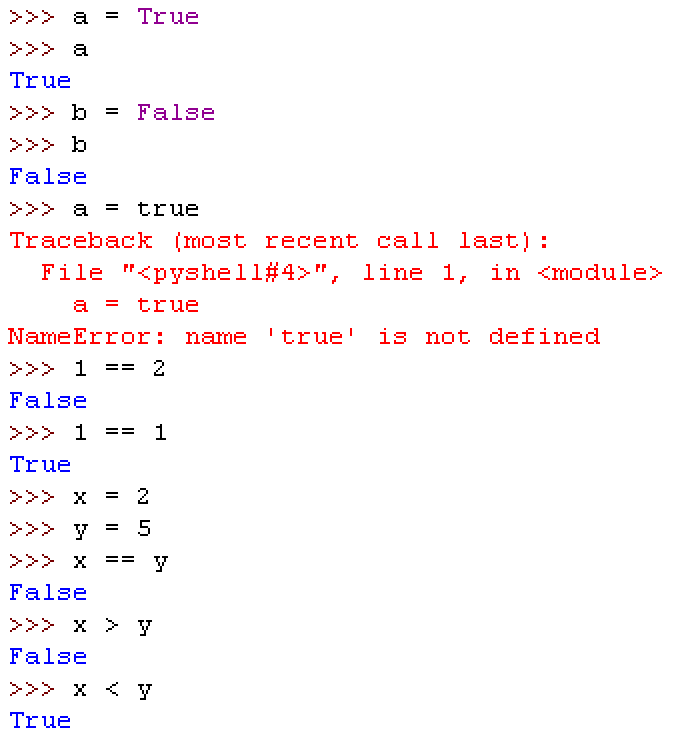 >>> a = True
>>> a
True
>>> b = False
>>> b
False
>>> a = true
Traceback (most recent call last):
  File "<pyshell#4>", line 1, in <module>
    a = true
NameError: name 'true' is not defined
>>> 1 == 2
False
>>> 1 == 1
True
>>> x = 2
>>> y = 5
>>> x == y
False
>>> x > y
False
>>> x < y
True